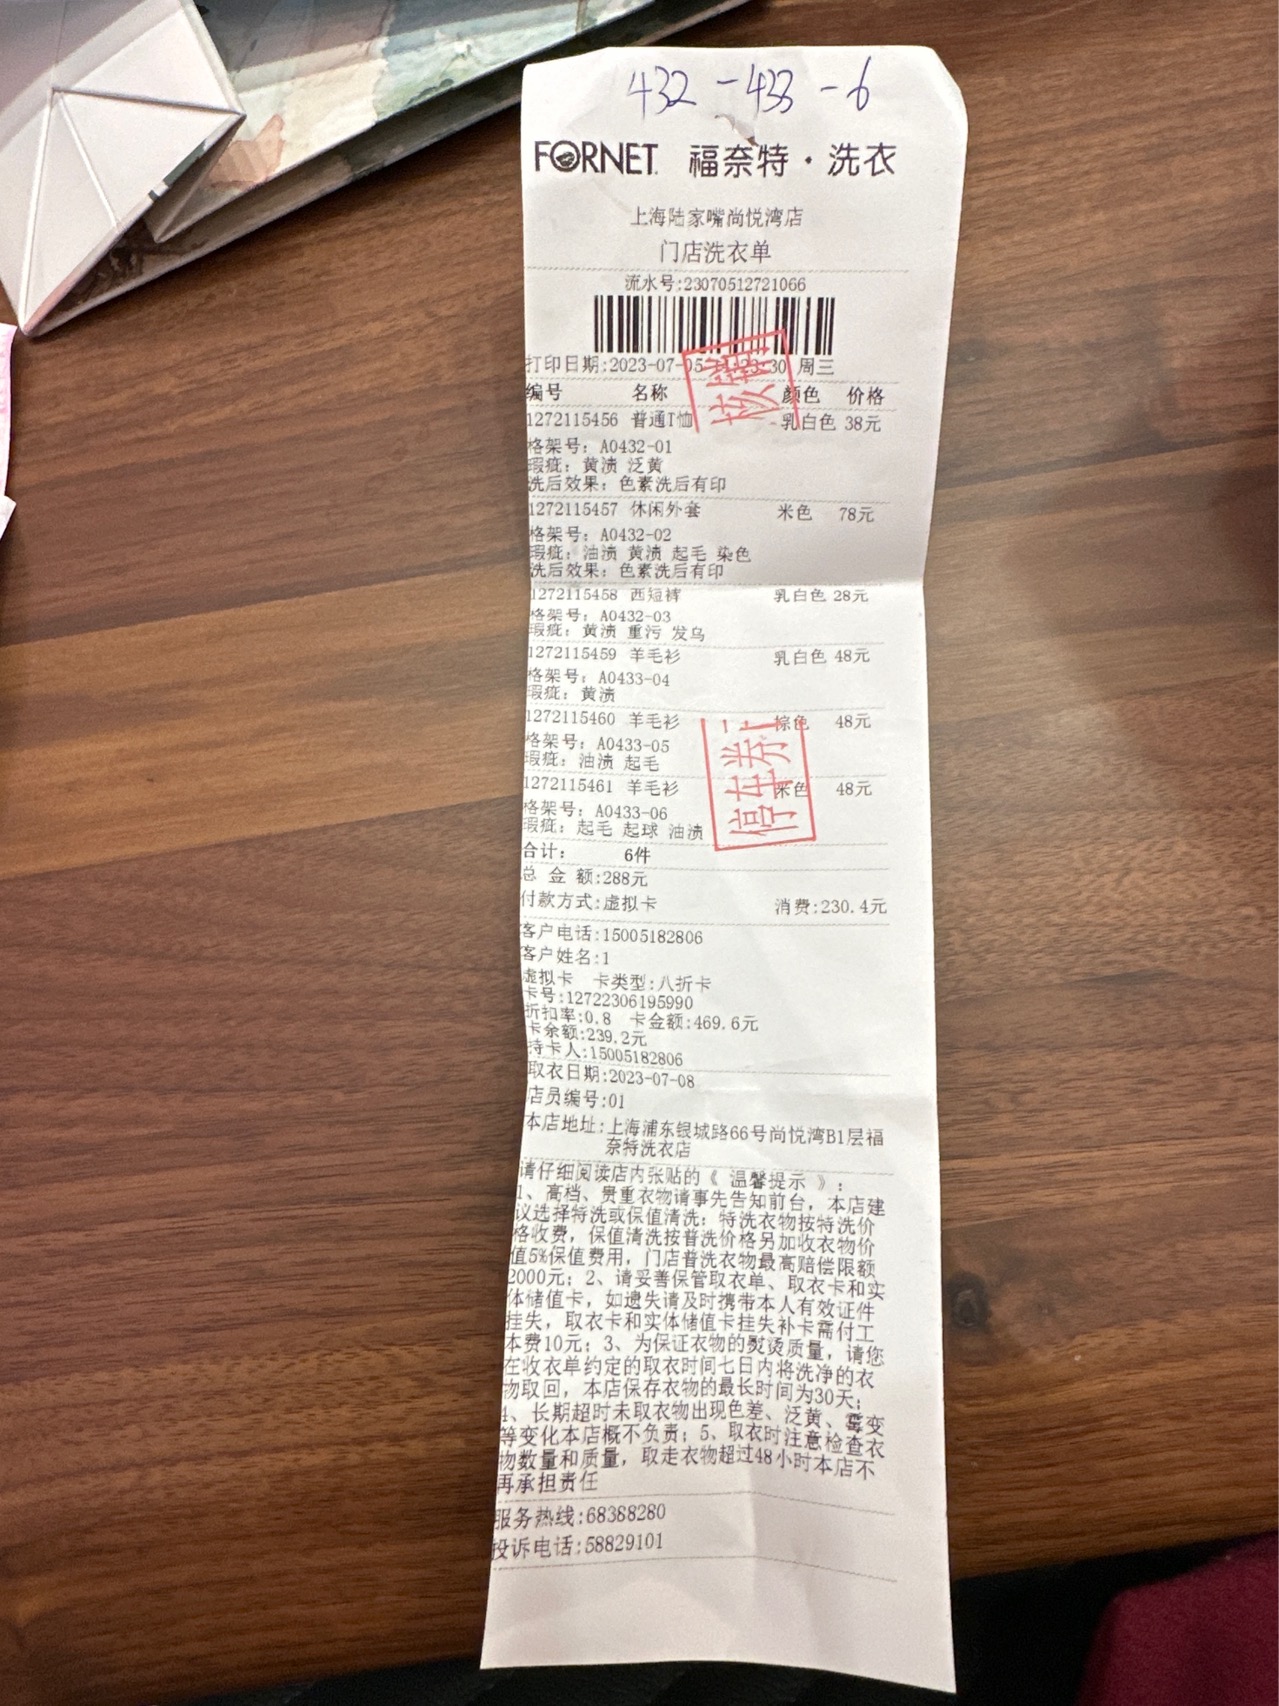 432 - 433 - 6
FORNET 福奈特·洗衣
上海陆家嘴尚悦湾店
门店洗衣单
流水号:23070512721066
打印日期:2023-07-05 周三
编号 名称 颜色 价格
1272115456 普通T恤 乳白色 38元
格架号: A0432-01
瑕疵: 黄渍 泛黄
洗后效果: 色素洗后有印
1272115457 休闲外套 米色 78元
格架号: A0432-02
瑕疵: 油渍 黄渍 起毛 染色
洗后效果: 色素洗后有印
1272115458 西短裤 乳白色 28元
格架号: A0432-03
瑕疵: 黄渍 重污 发乌
1272115459 羊毛衫 乳白色 48元
格架号: A0433-04
瑕疵: 黄渍
1272115460 羊毛衫 棕色 48元
格架号: A0433-05
瑕疵: 油渍 起毛
1272115461 羊毛衫 米色 48元
格架号: A0433-06
瑕疵: 起毛 起球 油渍
停车券
合计: 6件
总 金 额:288元
付款方式:虚拟卡 消费:230.4元
客户电话:15005182806
客户姓名:1
虚拟卡 卡类型:八折卡
卡号:12722306195990
折扣率:0.8 卡金额:469.6元
卡余额:239.2元
持卡人:15005182806
取衣日期:2023-07-08
店员编号:01
本店地址:上海浦东银城路66号尚悦湾B1层福
奈特洗衣店
请仔细阅读店内张贴的《 温馨提示 》:
1、高档、贵重衣物请事先告知前台，本店建
议选择特洗或保值清洗；特洗衣物按特洗价
格收费，保值清洗按普洗价格另加收衣物价
值5%保值费用，门店普洗衣物最高赔偿限额
2000元；2、请妥善保管取衣单、取衣卡和实
体储值卡，如遗失请及时携带本人有效证件
挂失，取衣卡和实体储值卡挂失补卡需付工
本费10元；3、为保证衣物的熨烫质量，请您
在收衣单约定的取衣时间七日内将洗净的衣
物取回，本店保存衣物的最长时间为30天；
4、长期超时未取衣物出现色差、泛黄、霉变
等变化本店概不负责；5、取衣时注意检查衣
物数量和质量，取走衣物超过48小时本店不
再承担责任
服务热线:68388280
投诉电话:58829101